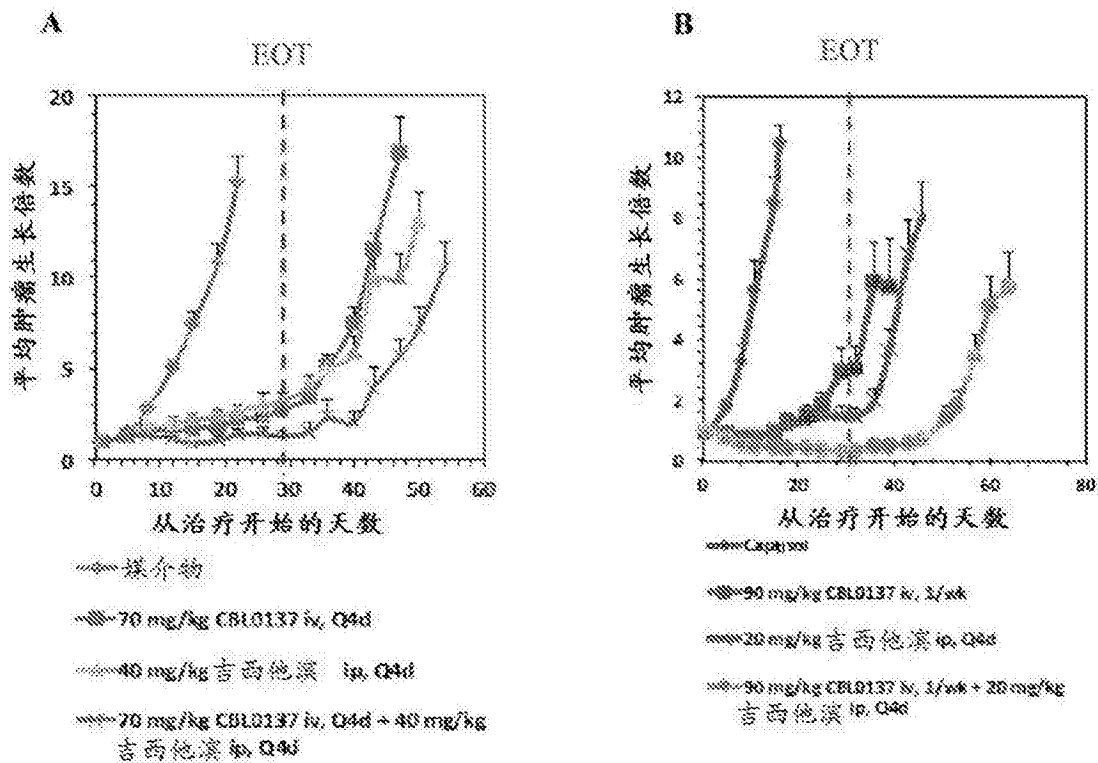 A
EOT
20
15
10
5
0
平均肿瘤生长倍数
0 10 20 30 40 50 60
从治疗开始的天数
媒介物
70 mg/kg CBL0137 iv, Q4d
40 mg/kg 吉西他滨 ip, Q4d
70 mg/kg CBL0137 iv, Q4d + 40 mg/kg
吉西他滨 ip, Q4d
B
EOT
12
10
8
6
4
2
0
平均肿瘤生长倍数
0 20 40 60 80
从治疗开始的天数
Captisol
90 mg/kg CBL0137 iv, 1/wk
20 mg/kg 吉西他滨 ip, Q4d
90 mg/kg CBL0137 iv, 1/wk + 20 mg/kg
吉西他滨 ip, Q4d